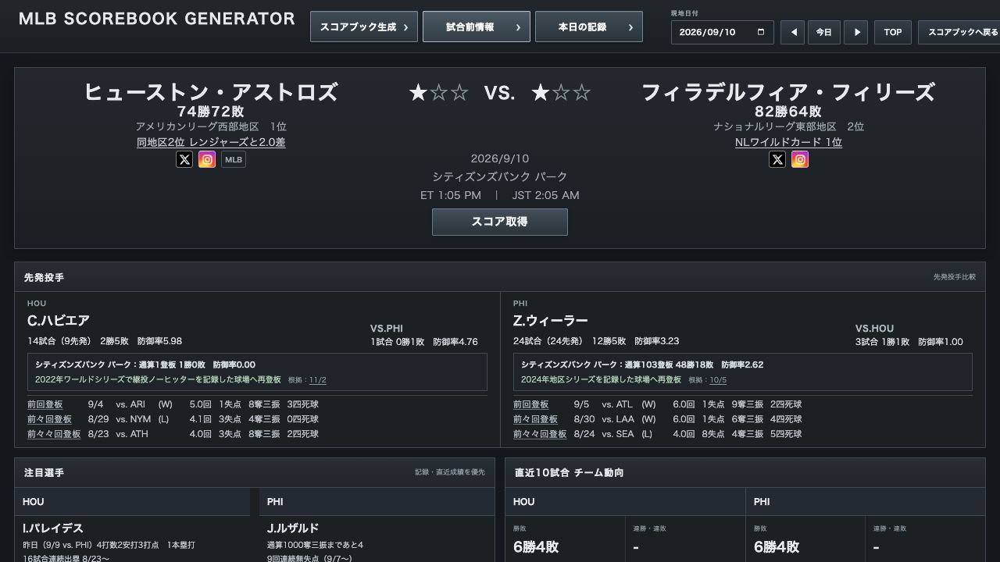 MLB SCOREBOOK GENERATOR
スコアブック生成 ›
試合前情報 ›
本日の記録 ›
現地日付
2026/09/10
◀ 今日 ▶ TOP スコアブックへ戻る
ヒューストン・アストロズ
74勝72敗
アメリカンリーグ西部地区 1位
同地区2位 レンジャーズと2.0差
MLB
★☆☆ VS. ★☆☆
フィラデルフィア・フィリーズ
82勝64敗
ナショナルリーグ東部地区 2位
NLワイルドカード 1位
2026/9/10
シティズンズバンク パーク
ET 1:05 PM | JST 2:05 AM
スコア取得
先発投手 先発投手比較
HOU
C.ハビエア
14試合（9先発） 2勝5敗 防御率5.98
VS.PHI
1試合 0勝1敗 防御率4.76
シティズンズバンク パーク：通算1登板 1勝0敗 防御率0.00
2022年ワールドシリーズで継投ノーヒッターを記録した球場へ再登板 根拠：11/2
前回登板 9/4 vs. ARI (W) 5.0回 1失点 8奪三振 3四死球
前々回登板 8/29 vs. NYM (L) 4.1回 3失点 4奪三振 0四死球
前々々回登板 8/23 vs. ATH 4.0回 3失点 8奪三振 2四死球
PHI
Z.ウィーラー
24試合（24先発） 12勝5敗 防御率3.23
VS.HOU
3試合 1勝1敗 防御率1.00
シティズンズバンク パーク：通算103登板 48勝18敗 防御率2.62
2024年地区シリーズを記録した球場へ再登板 根拠：10/5
前回登板 9/5 vs. ATL (W) 6.0回 1失点 9奪三振 2四死球
前々回登板 8/30 vs. LAA (W) 6.0回 1失点 6奪三振 4四死球
前々々回登板 8/24 vs. SEA (L) 4.0回 8失点 4奪三振 5四死球
注目選手 記録・直近成績を優先
HOU
I.パレイデス
昨日（9/9 vs. PHI）4打数2安打3打点 1本塁打
16試合連続出塁 8/23〜
PHI
J.ルザルド
通算1000奪三振まであと4
9回連続無失点（9/7〜）
直近10試合 チーム動向
HOU
勝敗
6勝4敗
連勝・連敗
-
PHI
勝敗
6勝4敗
連勝・連敗
-